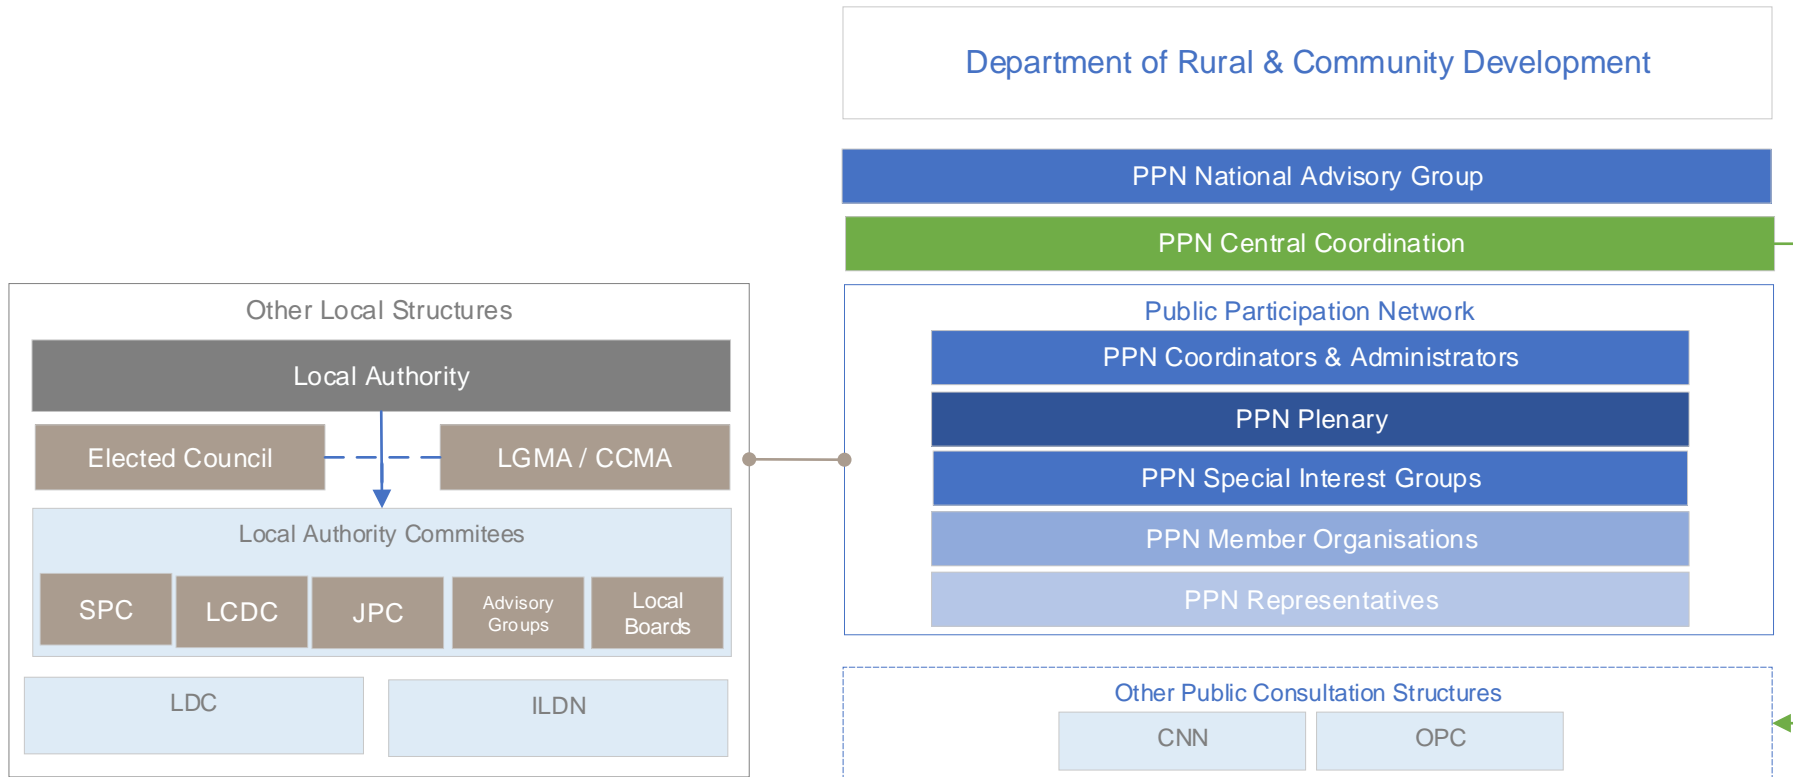 Department of Rural & Community Development
PPN National Advisory Group
PPN Central Coordination
Other Local Structures
Local Authority
Elected Council
LGMA / CCMA
Local Authority Commitees
SPC
LCDC
JPC
Advisory
Groups
Local
Boards
LDC
ILDN
Public Participation Network
PPN Coordinators & Administrators
PPN Plenary
PPN Special Interest Groups
PPN Member Organisations
PPN Representatives
Other Public Consultation Structures
CNN
OPC